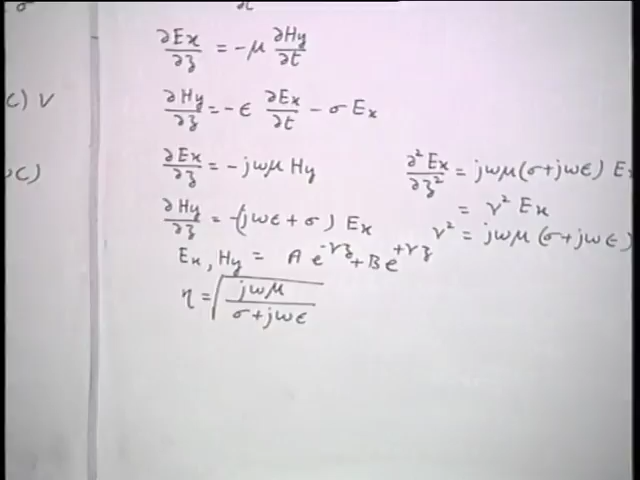 ∂Ex/∂z = -μ ∂Hy/∂t
C) V
∂Hy/∂z = -ϵ ∂Ex/∂t - σ Ex
C)
∂Ex/∂z = -jωμ Hy
∂²Ex/∂z² = jωμ(σ+jωϵ) Ex
= γ² Ex
∂Hy/∂z = -(jωϵ + σ) Ex
γ² = jωμ (σ+jωϵ)
Ex, Hy = A e^{-γz} + B e^{+γz}
η = √(jωμ/(σ+jωϵ))